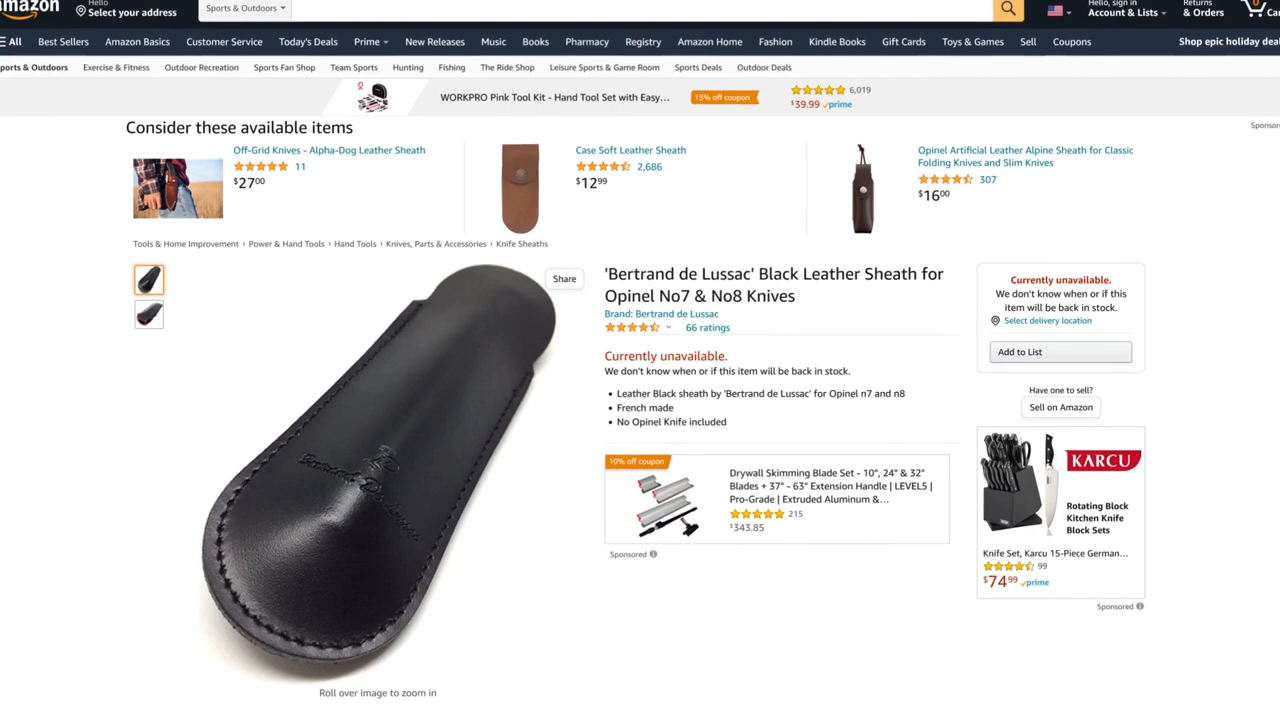 amazon
Hello
Select your address
Sports & Outdoors
Hello, sign in
Account & Lists
Returns
& Orders
0
All
Best Sellers
Amazon Basics
Customer Service
Today's Deals
Prime
New Releases
Music
Books
Pharmacy
Registry
Amazon Home
Fashion
Kindle Books
Gift Cards
Toys & Games
Sell
Coupons
Shop epic holiday deal
ports & Outdoors
Exercise & Fitness
Outdoor Recreation
Sports Fan Shop
Team Sports
Hunting
Fishing
The Ride Shop
Leisure Sports & Game Room
Sports Deals
Outdoor Deals
WORKPRO Pink Tool Kit - Hand Tool Set with Easy...
15% off coupon
6,019
$39.99 prime
Consider these available items
Sponsor
Off-Grid Knives - Alpha-Dog Leather Sheath
11
$2700
Case Soft Leather Sheath
2,686
$1299
Opinel Artificial Leather Alpine Sheath for Classic
Folding Knives and Slim Knives
307
$1600
Tools & Home Improvement › Power & Hand Tools › Hand Tools › Knives, Parts & Accessories › Knife Sheaths
Share
'Bertrand de Lussac' Black Leather Sheath for
Opinel No7 & No8 Knives
Brand: Bertrand de Lussac
66 ratings
Currently unavailable.
We don't know when or if this item will be back in stock.
• Leather Black sheath by 'Bertrand de Lussac' for Opinel n7 and n8
• French made
• No Opinel Knife included
10% off coupon
Drywall Skimming Blade Set - 10", 24" & 32"
Blades + 37" - 63" Extension Handle | LEVEL5 |
Pro-Grade | Extruded Aluminum &...
215
$343.85
Sponsored
Roll over image to zoom in
Currently unavailable.
We don't know when or if this
item will be back in stock.
Select delivery location
Add to List
Have one to sell?
Sell on Amazon
KARCU
Rotating Block
Kitchen Knife
Block Sets
Knife Set, Karcu 15-Piece German...
99
$7499 prime
Sponsored